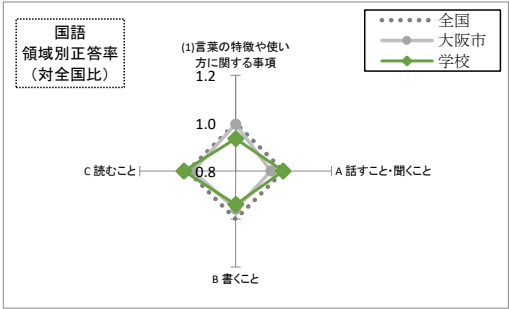 国語
領域別正答率
（対全国比）
全国
大阪市
学校
(1)言葉の特徴や使い
方に関する事項
1.2
1.0
0.8
C 読むこと
A 話すこと・聞くこと
B 書くこと